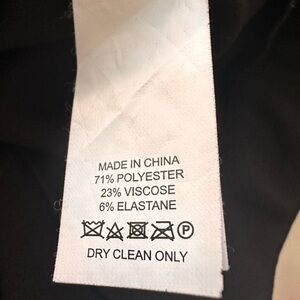 MADE IN CHINA
71% POLYESTER
23% VISCOSE
6% ELASTANE
P
DRY CLEAN ONLY